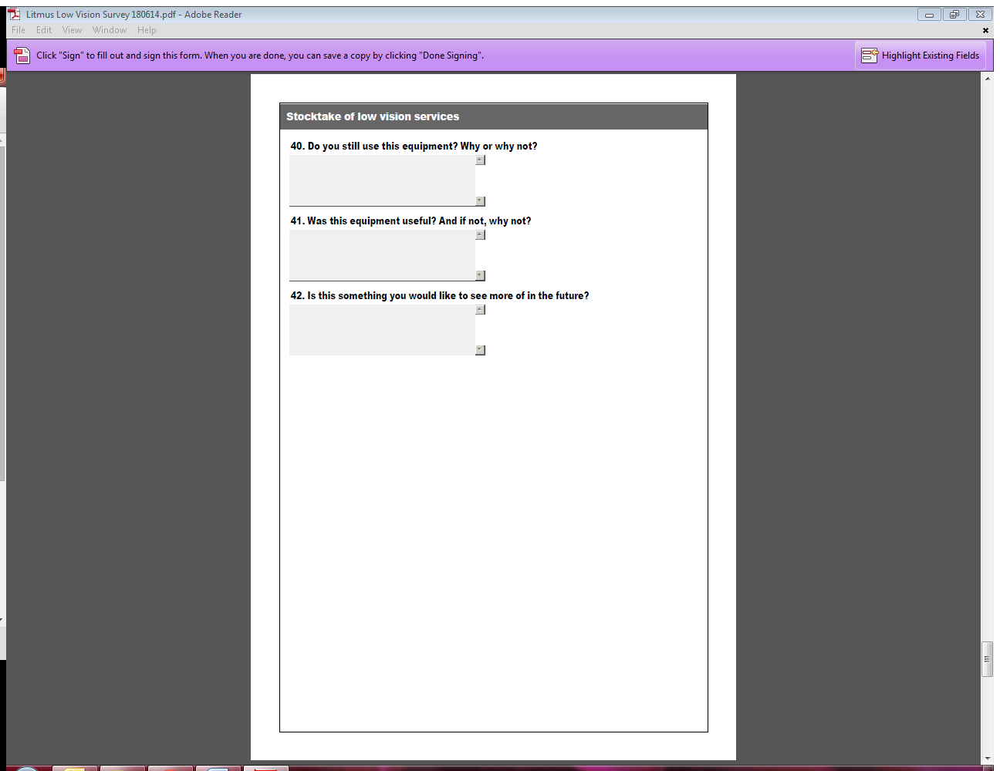 Litmus Low Vision Survey 180614.pdf - Adobe Reader
File Edit View Window Help
Click "Sign" to fill out and sign this form. When you are done, you can save a copy by clicking "Done Signing".
Highlight Existing Fields
Stocktake of low vision services
40. Do you still use this equipment? Why or why not?
41. Was this equipment useful? And if not, why not?
42. Is this something you would like to see more of in the future?